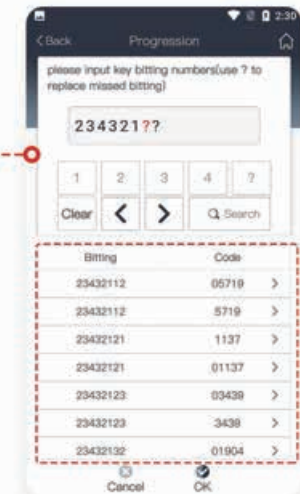 2:30
Back Progression
please input key bitting numbers(use ? to
replace missed bitting)
234321??
1 2 3 4 ?
Clear < > Search
Bitting Code
23432112 05719 >
23432112 5719 >
23432121 1137 >
23432121 01137 >
23432123 03439 >
23432123 3439 >
23432132 01904 >
Cancel OK